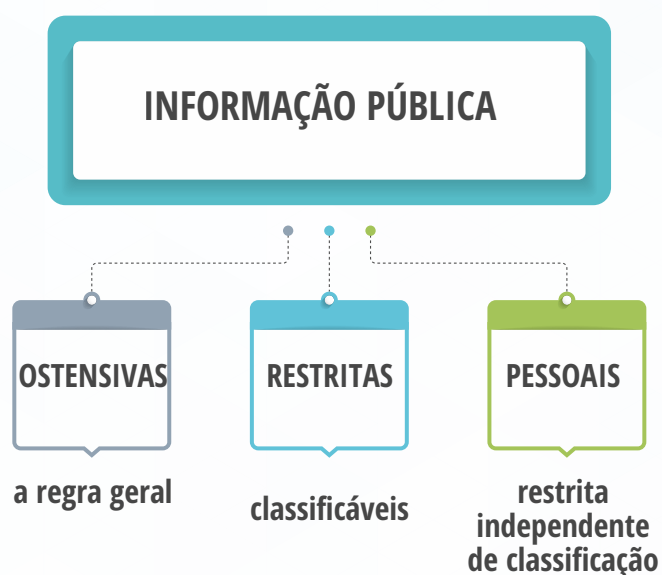 INFORMAÇÃO PÚBLICA
OSTENSIVAS
a regra geral
RESTRITAS
classificáveis
PESSOAIS
restrita
independente
de classificação